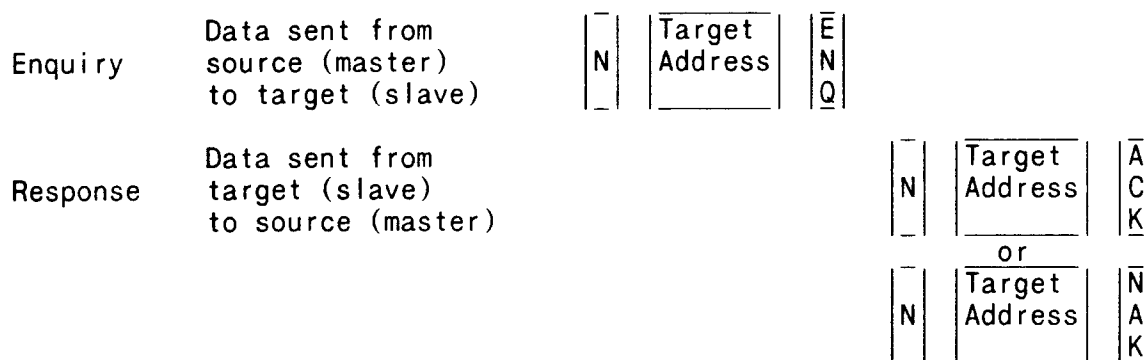 Enquiry
Data sent from
source (master)
to target (slave)
N
Target
Address
E
N
Q
Response
Data sent from
target (slave)
to source (master)
N
Target
Address
A
C
K
or
N
Target
Address
N
A
K